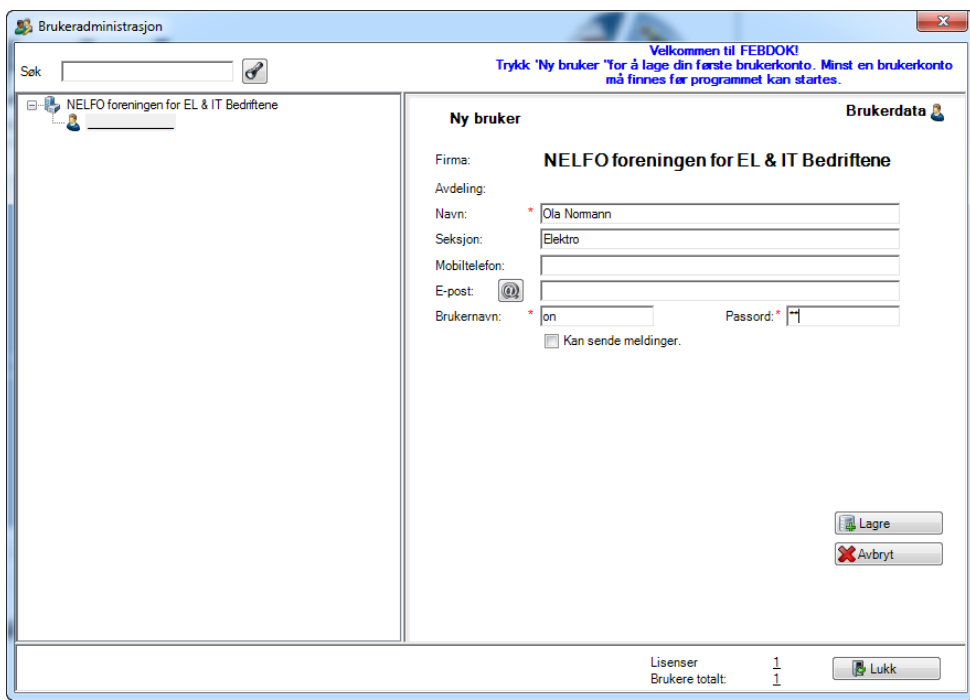 Brukeradministrasjon
Velkommen til FEBDOK!
Trykk 'Ny bruker "for å lage din første brukerkonto. Minst en brukerkonto
må finnes før programmet kan startes.
Søk
NELFO foreningen for EL & IT Bedriftene
Ny bruker
Brukerdata
Firma: NELFO foreningen for EL & IT Bedriftene
Avdeling:
Navn: * Ola Normann
Seksjon: Elektro
Mobiltelefon:
E-post: @
Brukernavn: * on Passord: * **
Kan sende meldinger.
Lagre
Avbryt
Lisenser 1
Brukere totalt: 1
Lukk